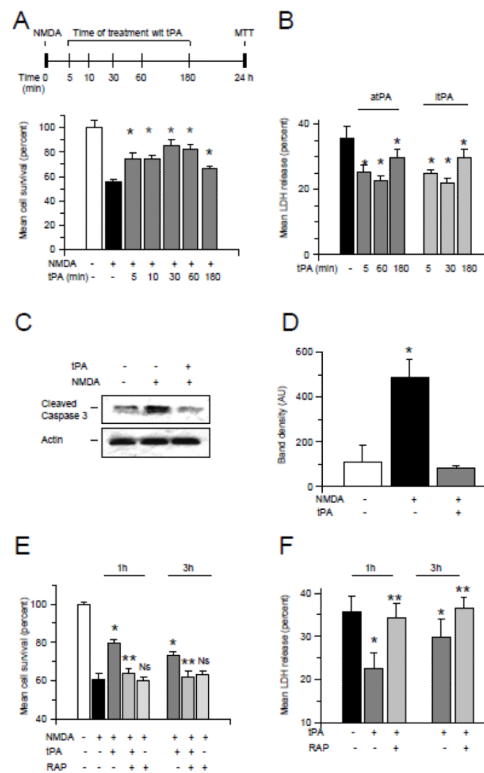 A
NMDA Time of treatment wit tPA MTT
Time 0 5 10 30 60 180 24 h
(min)
Mean cell survival (percent)
100
80
60
40
20
0
NMDA - + + + + + +
tPA (min) - - 5 10 30 60 180
* * * * *
B
atPA ltPA
Mean LDH release (percent)
40
30
20
10
0
* * * * * *
tPA (min) - 5 60 180 5 30 180
C
tPA - - +
NMDA - + +
Cleaved
Caspase 3
Actin
D
Band density (AU)
600
400
200
0
*
NMDA - + +
tPA - - +
E
1h 3h
Mean cell survival (percent)
100
80
60
40
* ** Ns * ** Ns
NMDA - + + + + + + +
tPA - - + + - + + -
RAP - - - + + - + +
F
1h 3h
Mean LDH release (percent)
40
30
20
10
* ** * **
tPA - + + + +
RAP - - + - +